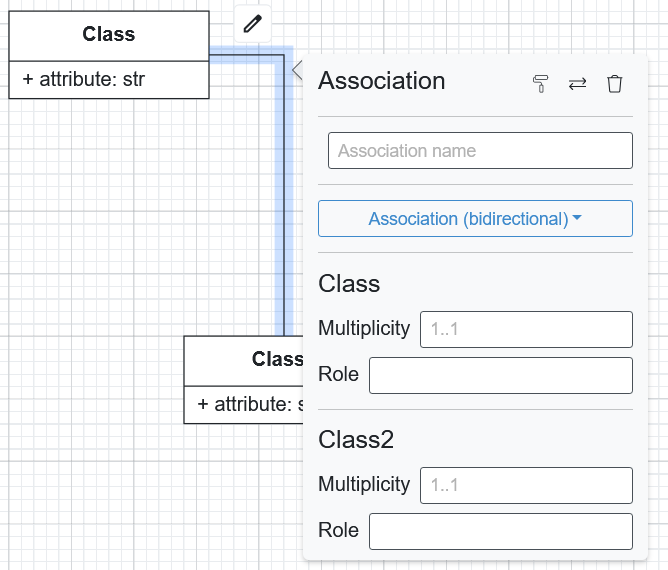 Class
+ attribute: str
Association
Association name
Association (bidirectional)
Class
Multiplicity 1..1
Class
Role
+ attribute: s
Class2
Multiplicity 1..1
Role